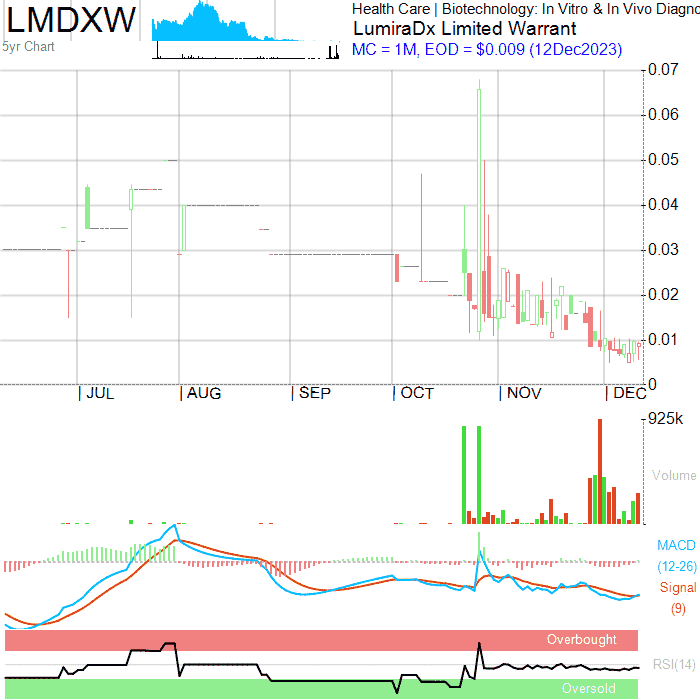 LMDXW
5yr Chart
Health Care | Biotechnology: In Vitro & In Vivo Diagno
LumiraDx Limited Warrant
MC = 1M, EOD = $0.009 (12Dec2023)
0.07
0.06
0.05
0.04
0.03
0.02
0.01
0
| JUL | AUG | SEP | OCT | NOV | DEC
925k
Volume
MACD
(12-26)
Signal
(9)
Overbought
RSI(14)
Oversold